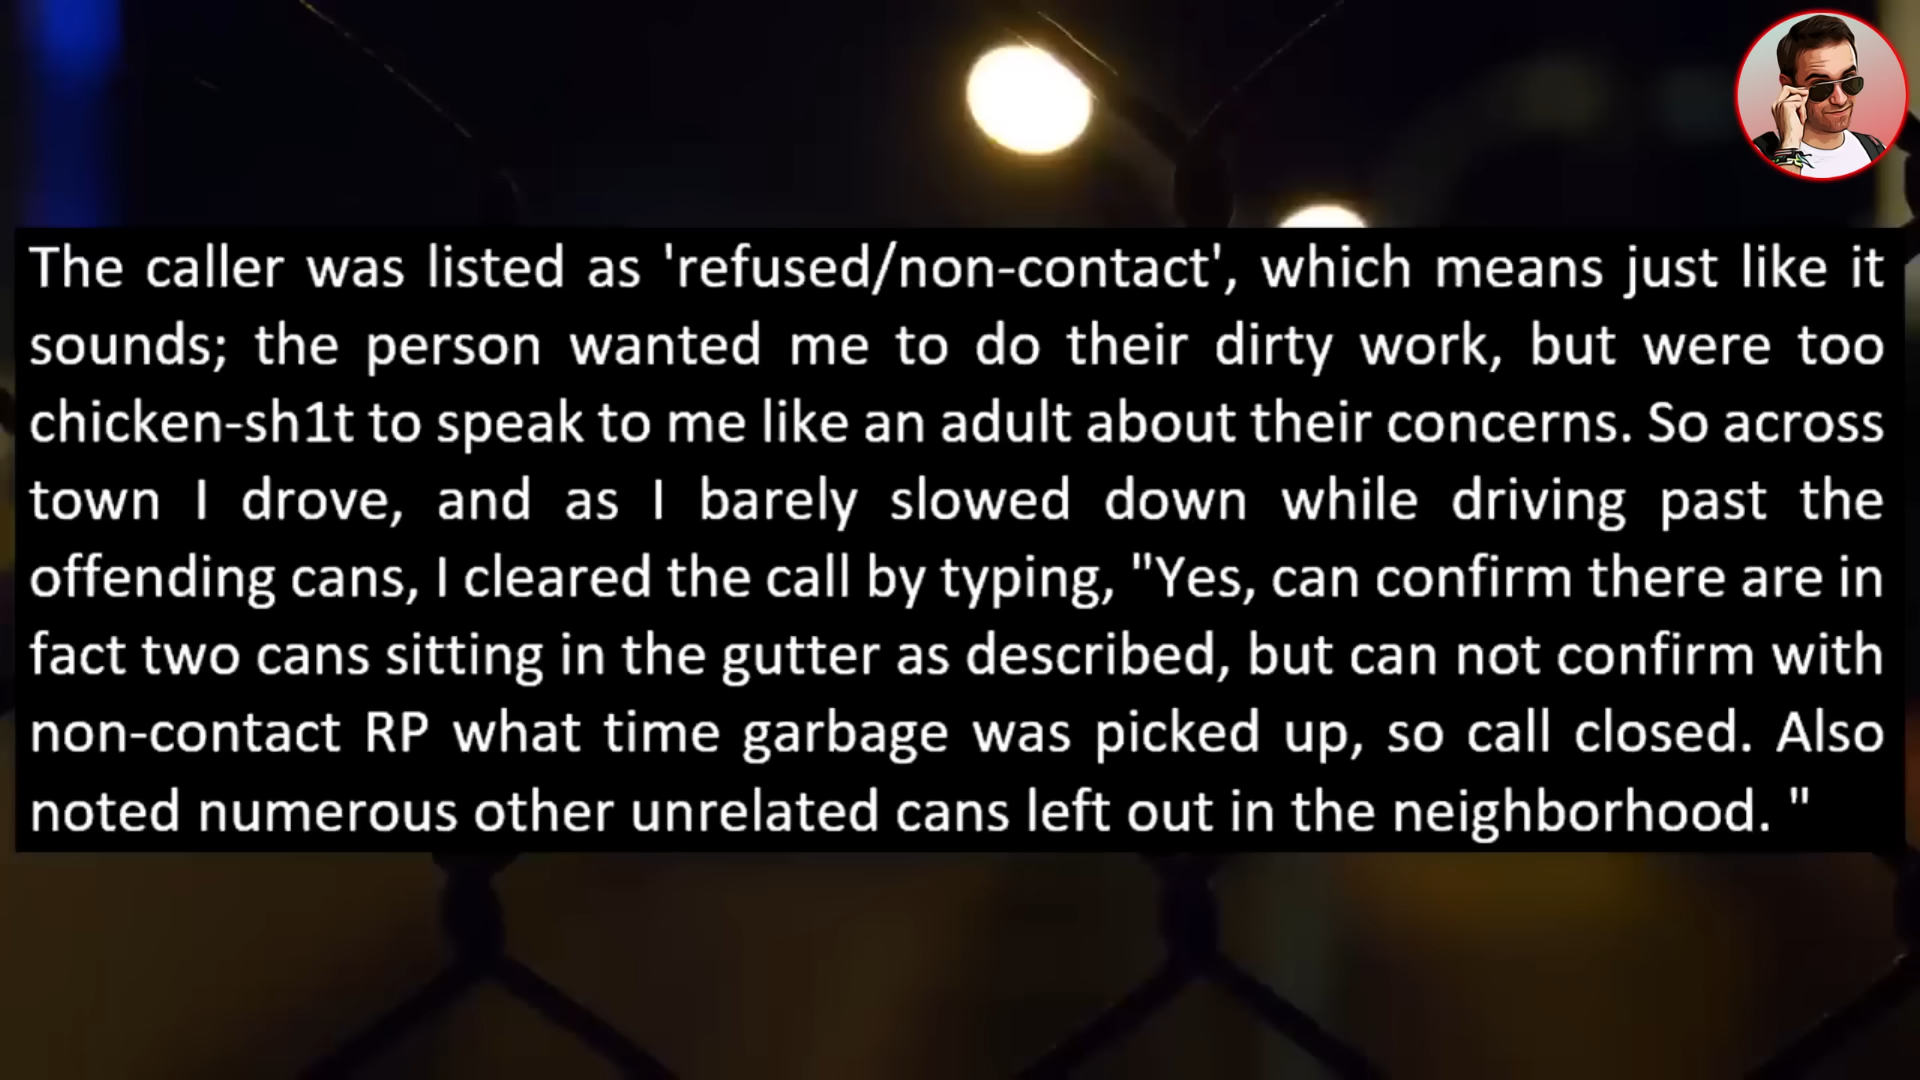 The caller was listed as 'refused/non-contact', which means just like it
sounds; the person wanted me to do their dirty work, but were too
chicken-sh1t to speak to me like an adult about their concerns. So across
town I drove, and as I barely slowed down while driving past the
offending cans, I cleared the call by typing, "Yes, can confirm there are in
fact two cans sitting in the gutter as described, but can not confirm with
non-contact RP what time garbage was picked up, so call closed. Also
noted numerous other unrelated cans left out in the neighborhood. "